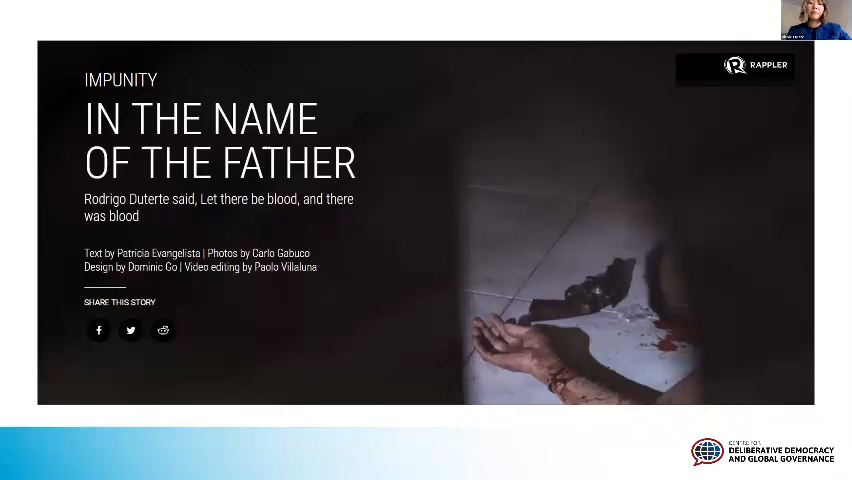 RAPPLER
IMPUNITY
IN THE NAME
OF THE FATHER
Rodrigo Duterte said, Let there be blood, and there
was blood
Text by Patricia Evangelista | Photos by Carlo Gabuco
Design by Dominic Go | Video editing by Paolo Villaluna
SHARE THIS STORY
CENTRE FOR
DELIBERATIVE DEMOCRACY
AND GLOBAL GOVERNANCE